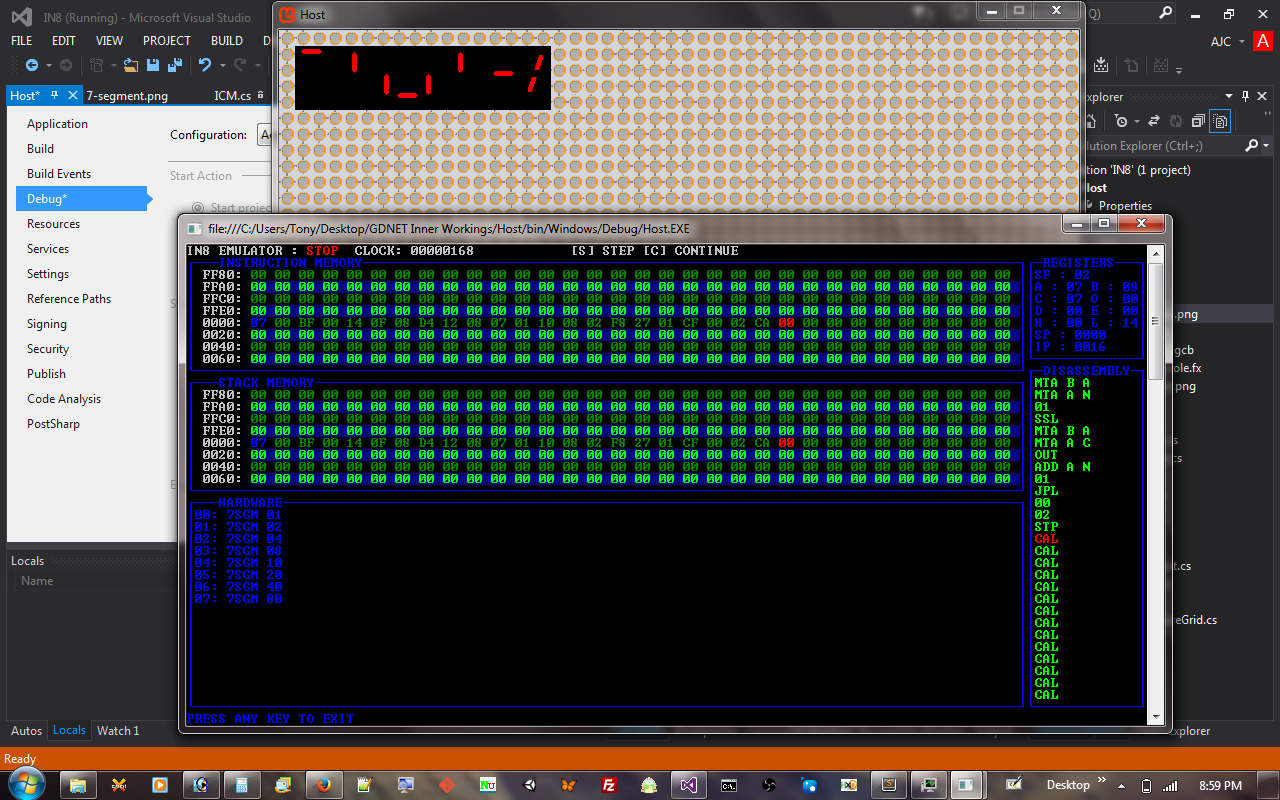 IN8 (Running) - Microsoft Visual Studio
Host
FILE EDIT VIEW PROJECT BUILD D
AJC A
Host* 7-segment.png ICM.cs
xplorer
Application
Build
Build Events
Debug*
Resources
Services
Settings
Reference Paths
Signing
Security
Publish
Code Analysis
PostSharp
Configuration:
Start Action
Start projec
lution Explorer (Ctrl+;)
tion 'IN8' (1 project)
Host
Properties
.png
gcb
ole.fx
png
cs
t.cs
reGrid.cs
file:///C:/Users/Tony/Desktop/GDNET Inner Workings/Host/bin/Windows/Debug/Host.EXE
IN8 EMULATOR : STOP CLOCK: 00000168 [S] STEP [C] CONTINUE
INSTRUCTION MEMORY
FF80: 00 00 00 00 00 00 00 00 00 00 00 00 00 00 00 00 00 00 00 00 00 00 00 00 00 00 00 00 00 00 00 00
FFA0: 00 00 00 00 00 00 00 00 00 00 00 00 00 00 00 00 00 00 00 00 00 00 00 00 00 00 00 00 00 00 00 00
FFC0: 00 00 00 00 00 00 00 00 00 00 00 00 00 00 00 00 00 00 00 00 00 00 00 00 00 00 00 00 00 00 00 00
FFE0: 00 00 00 00 00 00 00 00 00 00 00 00 00 00 00 00 00 00 00 00 00 00 00 00 00 00 00 00 00 00 00 00
0000: 07 00 BF 00 14 0F 08 D4 12 08 07 01 10 08 02 F8 27 01 CF 00 02 CA 00 00 00 00 00 00 00 00 00 00
0020: 00 00 00 00 00 00 00 00 00 00 00 00 00 00 00 00 00 00 00 00 00 00 00 00 00 00 00 00 00 00 00 00
0040: 00 00 00 00 00 00 00 00 00 00 00 00 00 00 00 00 00 00 00 00 00 00 00 00 00 00 00 00 00 00 00 00
0060: 00 00 00 00 00 00 00 00 00 00 00 00 00 00 00 00 00 00 00 00 00 00 00 00 00 00 00 00 00 00 00 00
STACK MEMORY
FF80: 00 00 00 00 00 00 00 00 00 00 00 00 00 00 00 00 00 00 00 00 00 00 00 00 00 00 00 00 00 00 00 00
FFA0: 00 00 00 00 00 00 00 00 00 00 00 00 00 00 00 00 00 00 00 00 00 00 00 00 00 00 00 00 00 00 00 00
FFC0: 00 00 00 00 00 00 00 00 00 00 00 00 00 00 00 00 00 00 00 00 00 00 00 00 00 00 00 00 00 00 00 00
FFE0: 00 00 00 00 00 00 00 00 00 00 00 00 00 00 00 00 00 00 00 00 00 00 00 00 00 00 00 00 00 00 00 00
0000: 07 00 BF 00 14 0F 08 D4 12 08 07 01 10 08 02 F8 27 01 CF 00 02 CA 00 00 00 00 00 00 00 00 00 00
0020: 00 00 00 00 00 00 00 00 00 00 00 00 00 00 00 00 00 00 00 00 00 00 00 00 00 00 00 00 00 00 00 00
0040: 00 00 00 00 00 00 00 00 00 00 00 00 00 00 00 00 00 00 00 00 00 00 00 00 00 00 00 00 00 00 00 00
0060: 00 00 00 00 00 00 00 00 00 00 00 00 00 00 00 00 00 00 00 00 00 00 00 00 00 00 00 00 00 00 00 00
HARDWARE
00: 7SGM 01
01: 7SGM 02
02: 7SGM 04
03: 7SGM 08
04: 7SGM 10
05: 7SGM 20
06: 7SGM 40
07: 7SGM 80
PRESS ANY KEY TO EXIT
REGISTERS
SF : 02
A : 07 B : 08
C : 07 O : 00
D : 00 E : 00
N : 00 L : 14
SP : 0000
IP : 0016
DISASSEMBLY
MTA B A
MTA A N
01
SSL
MTA B A
MTA A C
OUT
ADD A N
01
JPL
00
02
STP
CAL
CAL
CAL
CAL
CAL
CAL
CAL
CAL
CAL
CAL
CAL
CAL
CAL
CAL
Locals
Name
Autos Locals Watch 1
Explorer
Ready
Desktop
8:59 PM